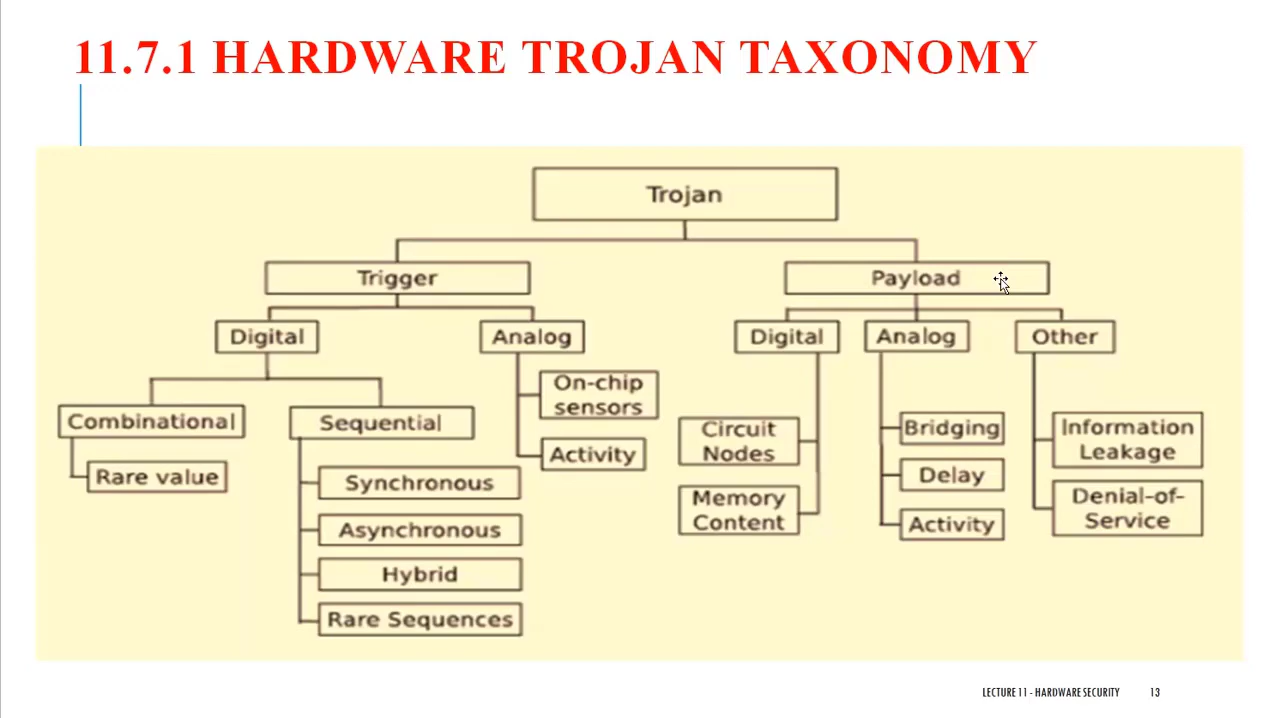 11.7.1 HARDWARE TROJAN TAXONOMY
Trojan
Trigger
Payload
Digital
Analog
Digital
Analog
Other
Combinational
Rare value
Sequential
Synchronous
Asynchronous
Hybrid
Rare Sequences
On-chip
sensors
Activity
Circuit
Nodes
Memory
Content
Bridging
Delay
Activity
Information
Leakage
Denial-of-
Service
LECTURE 11 - HARDWARE SECURITY
13